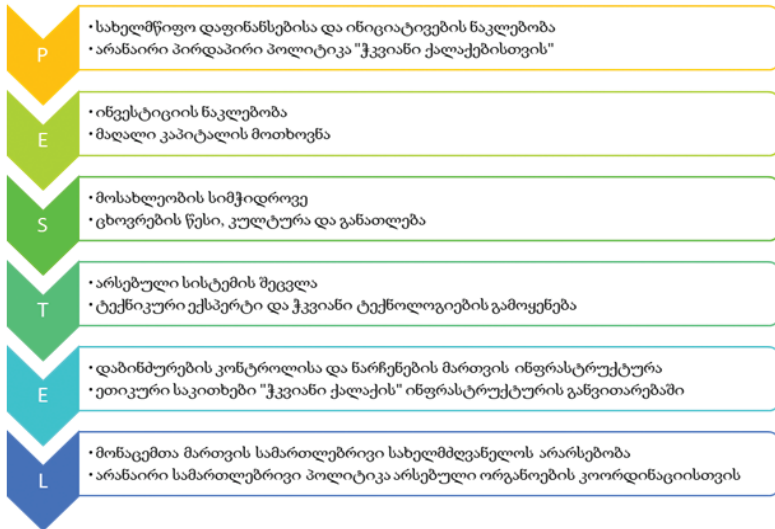 P
• სახელმწიფო დაფინანსებისა და ინიციატივების ნაკლებობა
• არანაირი პირდაპირი პოლიტიკა "ჭკვიანი ქალაქებისთვის"
E
• ინვესტიციის ნაკლებობა
• მაღალი კაპიტალის მოთხოვნა
S
• მოსახლეობის სიმჭიდროვე
• ცხოვრების წესი, კულტურა და განათლება
T
• არსებული სისტემის შეცვლა
• ტექნიკური ექსპერტი და ჭკვიანი ტექნოლოგიების გამოყენება
E
• დაბინძურების კონტროლისა და ნარჩენების მართვის ინფრასტრუქტურა
• ეთიკური საკითხები "ჭკვიანი ქალაქის" ინფრასტრუქტურის განვითარებაში
L
• მონაცემთა მართვის სამართლებრივი სახელმძღვანელოს არარსებობა
• არანაირი სამართლებრივი პოლიტიკა არსებული ორგანოების კოორდინაციისთვის